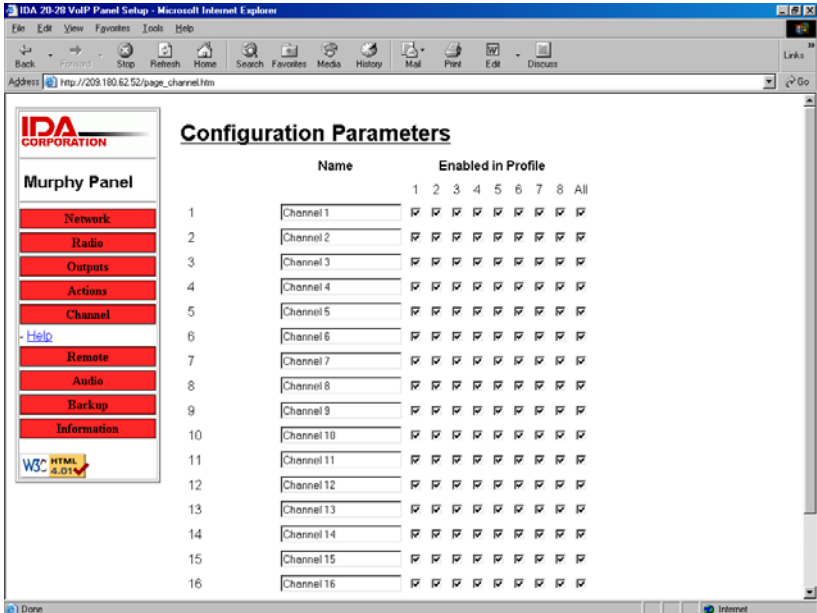 IDA 20-28 VoIP Panel Setup - Microsoft Internet Explorer
File Edit View Favorites Tools Help
Back Forward Stop Refresh Home Search Favorites Media History Mail Print Edit Discuss Links »
Address http://209.180.62.52/page_channel.htm Go
IDA
CORPORATION
Murphy Panel
Network
Radio
Outputs
Actions
Channel
- Help
Remote
Audio
Backup
Information
W3C HTML 4.01
Configuration Parameters
Name Enabled in Profile
1 2 3 4 5 6 7 8 All
1 Channel 1
2 Channel 2
3 Channel 3
4 Channel 4
5 Channel 5
6 Channel 6
7 Channel 7
8 Channel 8
9 Channel 9
10 Channel 10
11 Channel 11
12 Channel 12
13 Channel 13
14 Channel 14
15 Channel 15
16 Channel 16
Done Internet